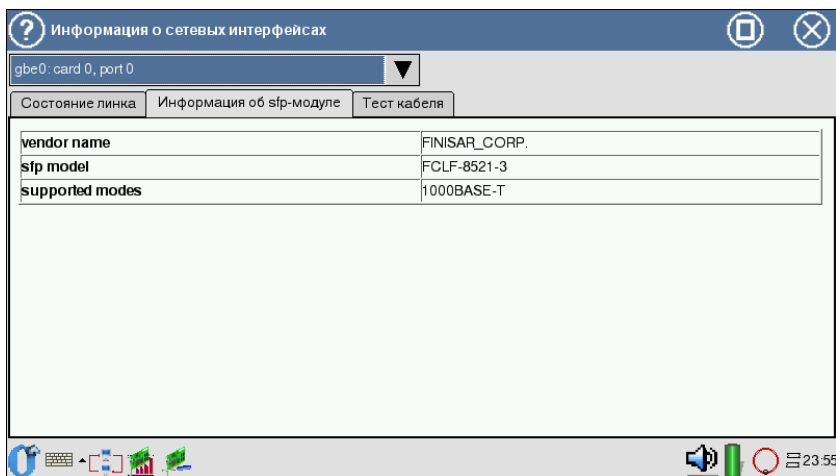 Информация о сетевых интерфейсах
gbe0: card 0, port 0
Состояние линка Информация об sfp-модуле Тест кабеля
vendor name FINISAR_CORP.
sfp model FCLF-8521-3
supported modes 1000BASE-T
23:55